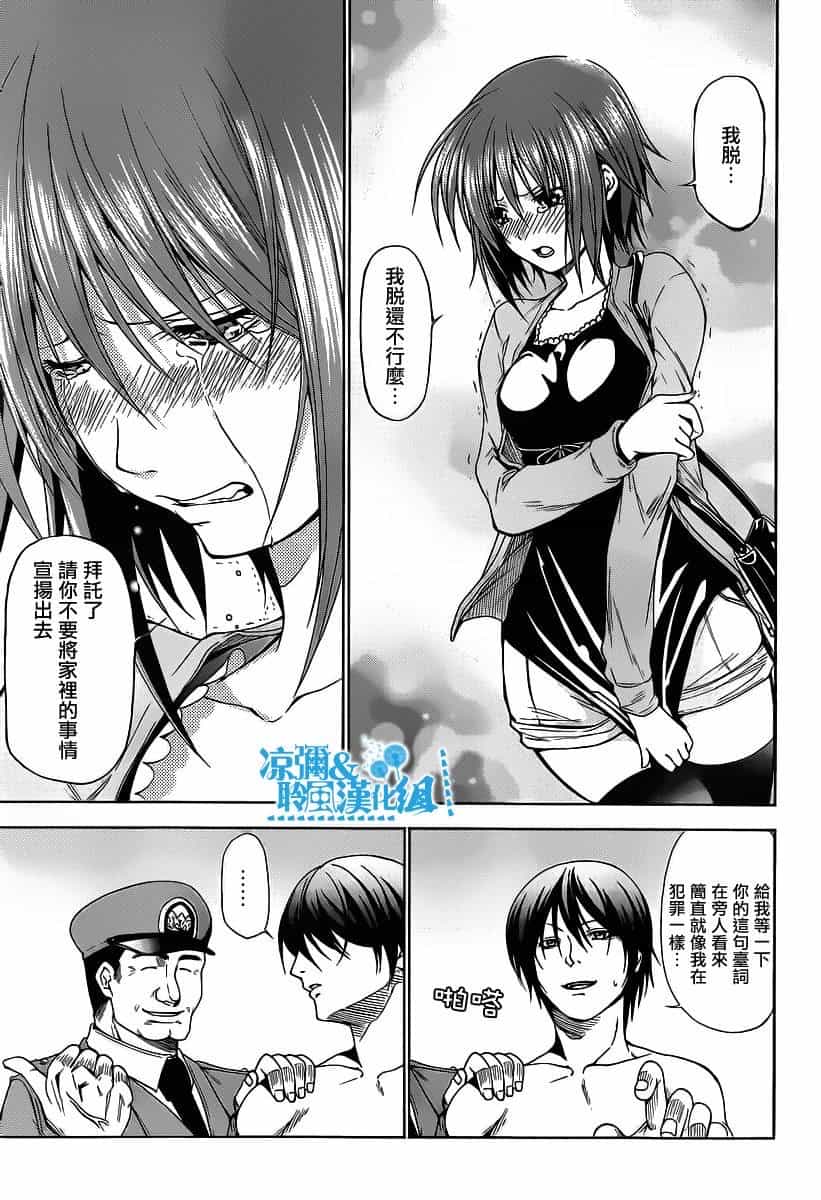 我脱…
我脱還不行麼…
拜託了
請你不要將家裡的事情
宣揚出去
凉彌&
聆風漢化組
給我等一下
你的這句臺詞
在旁人看來
簡直就像我在
犯罪一樣…
啪嗒
……